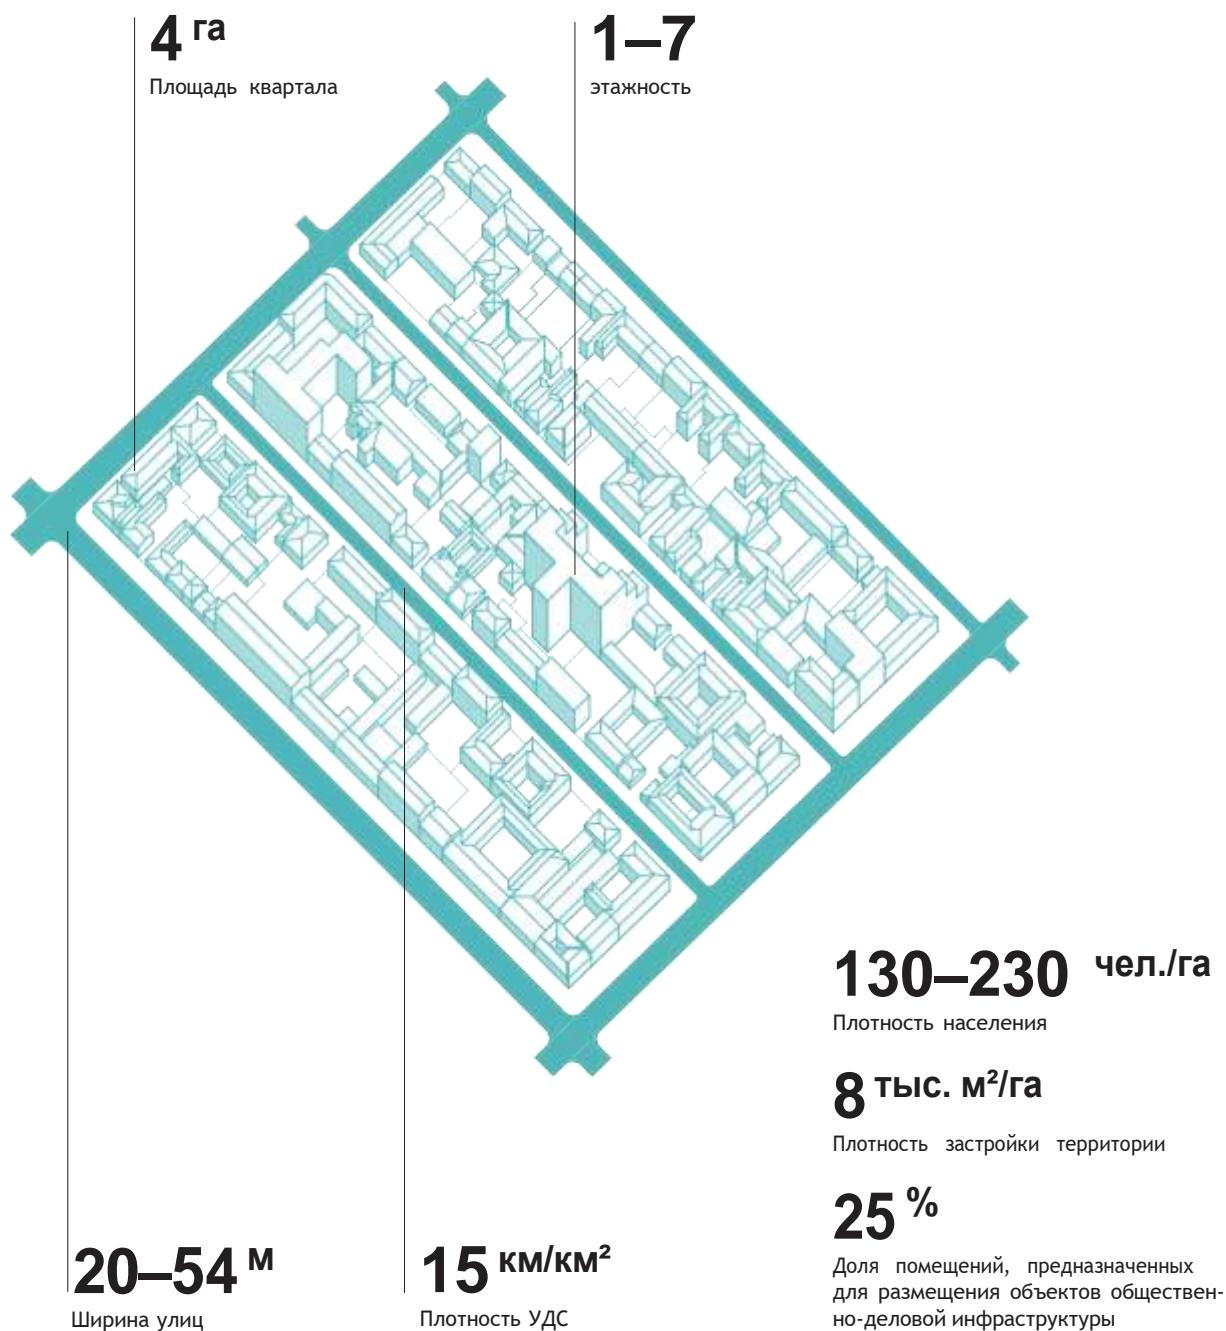 4 га
Площадь квартала
1–7
этажность
130–230 чел./га
Плотность населения
8 тыс. м²/га
Плотность застройки территории
25 %
Доля помещений, предназначенных
для размещения объектов обществен-
но-деловой инфраструктуры
20–54 м
Ширина улиц
15 км/км²
Плотность УДС